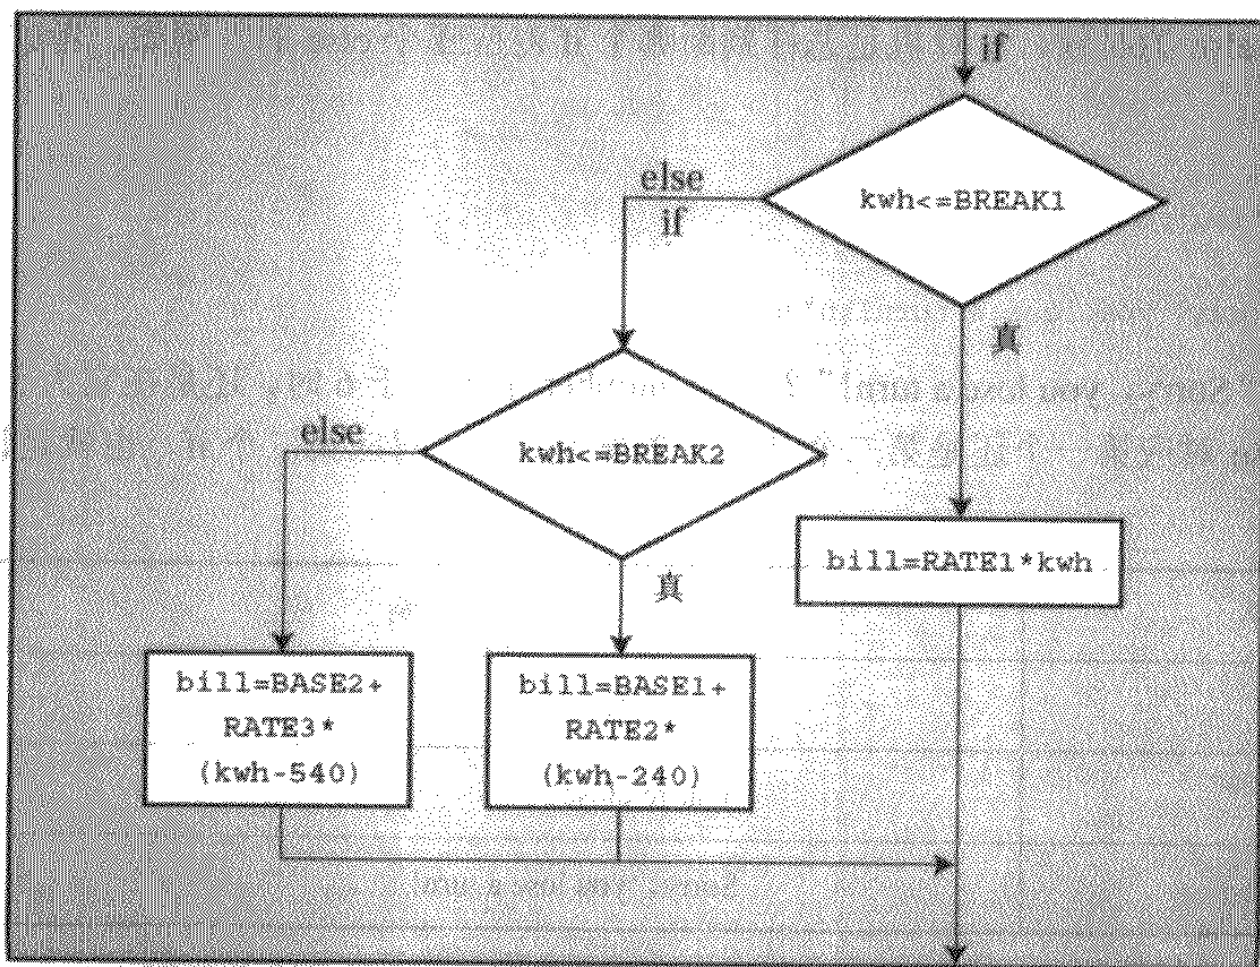 if
kwh<=BREAK1
else
if
真
kwh<=BREAK2
else
bill=RATE1*kwh
真
bill=BASE2+
RATE3*
(kwh-540)
bill=BASE1+
RATE2*
(kwh-240)